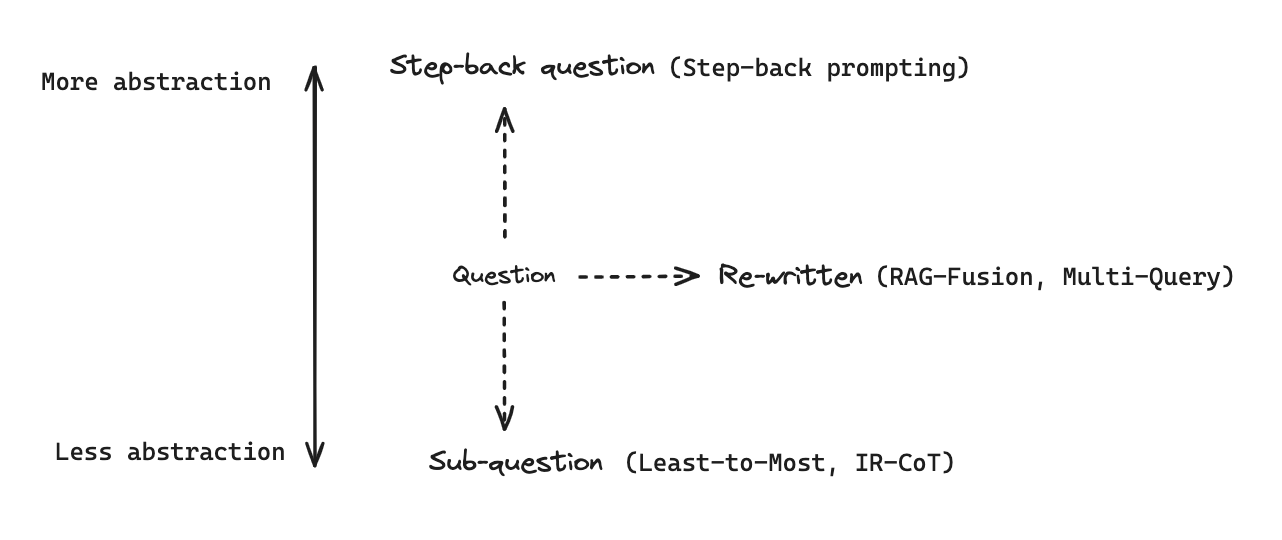 More abstraction
Step-back question (Step-back prompting)
Question
Re-written (RAG-Fusion, Multi-Query)
Less abstraction
Sub-question (Least-to-Most, IR-CoT)